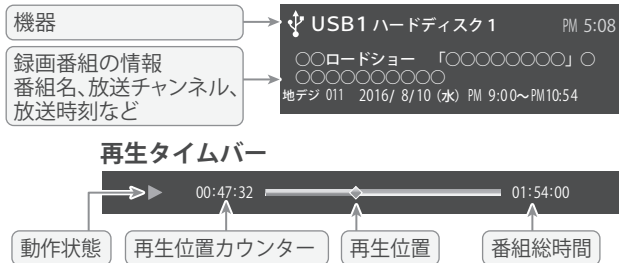 機器
USB1 ハードディスク1 PM 5:08
録画番組の情報
番組名、放送チャンネル、
放送時刻など
○○ロードショー 「○○○○○○○○」○
○○○○○○○○○○
地デジ 011 2016/ 8/10 (水) PM 9:00～PM10:54
再生タイムバー
00:47:32 01:54:00
動作状態 再生位置カウンター 再生位置 番組総時間